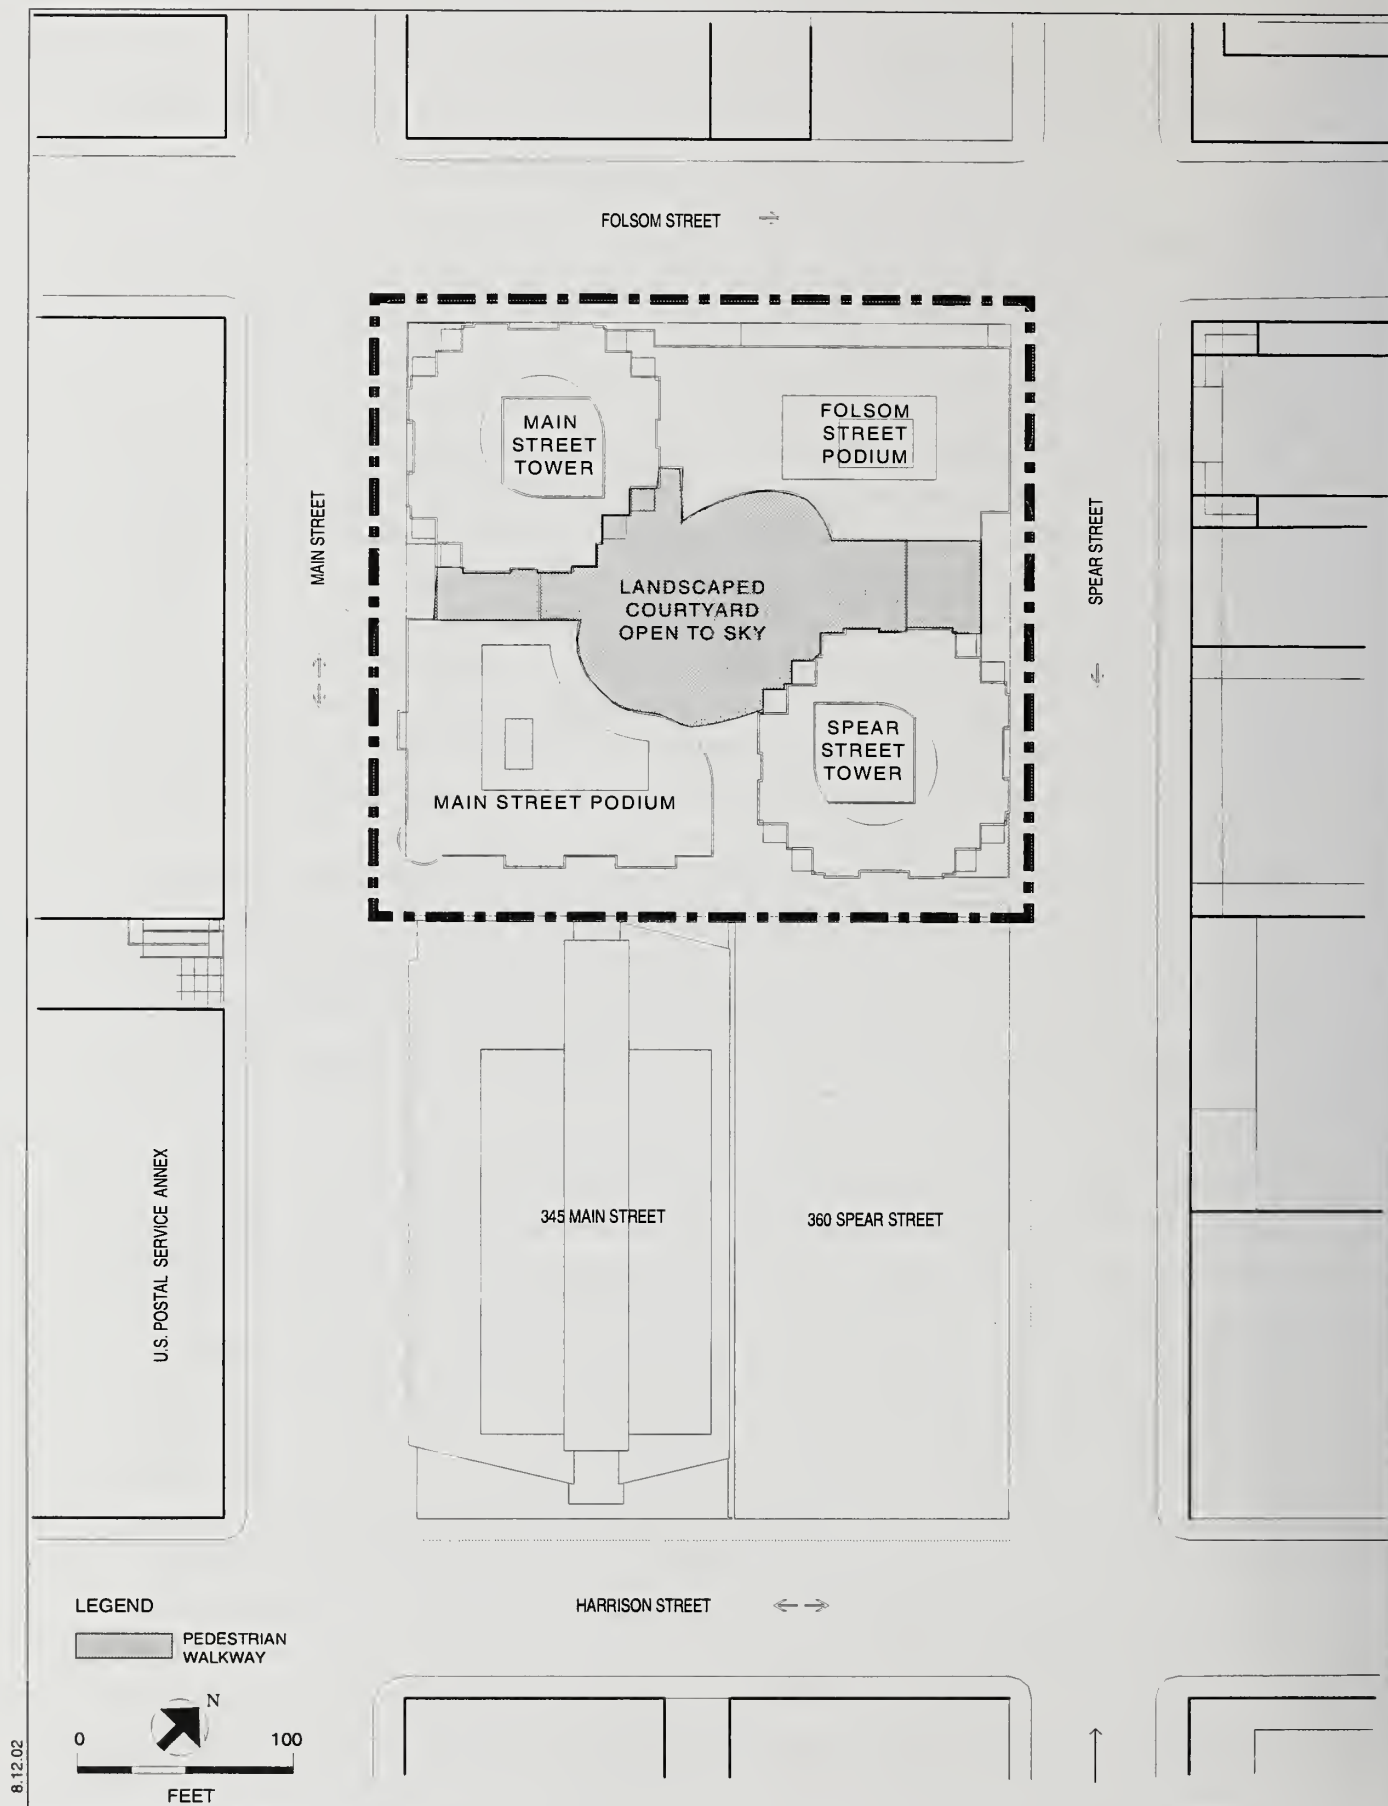 FOLSOM STREET
MAIN
STREET
TOWER
FOLSOM
STREET
PODIUM
MAIN STREET
SPEAR STREET
LANDSCAPED
COURTYARD
OPEN TO SKY
SPEAR
STREET
TOWER
MAIN STREET PODIUM
U.S. POSTAL SERVICE ANNEX
345 MAIN STREET
360 SPEAR STREET
HARRISON STREET
LEGEND
PEDESTRIAN
WALKWAY
N
0 100
FEET
8.12.02